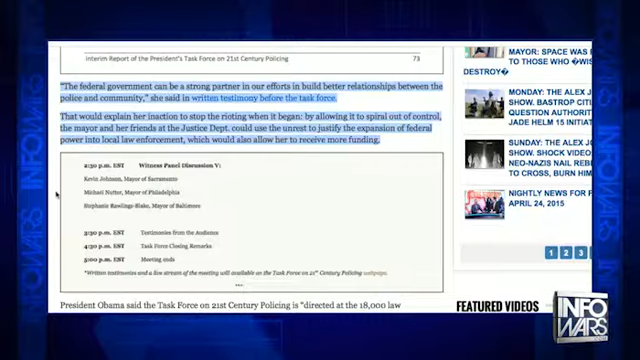 Interim Report of the President's Task Force on 21st Century Policing 73
"The federal government can be a strong partner in our efforts in build better relationships between the
police and community," she said in written testimony before the task force.
That would explain her inaction to stop the rioting when it began: by allowing it to spiral out of control,
the mayor and her friends at the Justice Dept. could use the unrest to justify the expansion of federal
power into local law enforcement, which would also allow her to receive more funding.
2:30 p.m. EST Witness Panel Discussion V:
Kevin Johnson, Mayor of Sacramento
Michael Nutter, Mayor of Philadelphia
Stephanie Rawlings-Blake, Mayor of Baltimore
3:30 p.m. EST Testimonies from the Audience
4:30 p.m. EST Task Force Closing Remarks
5:00 p.m. EST Meeting ends
*Written testimonies and a live stream of the meeting will available on the Task Force on 21st Century Policing webpage.
•••
President Obama said the Task Force on 21st Century Policing is "directed at the 18,000 law
MAYOR: SPACE WAS
TO THOSE WHO �WIS
DESTROY�
MONDAY: THE ALEX J
SHOW. BASTROP CITI
QUESTION AUTHORIT
JADE HELM 15 INITIAT
SUNDAY: THE ALEX J
SHOW. SHOCK VIDEO
NEO-NAZIS NAIL REB
TO CROSS, BURN HIM
NIGHTLY NEWS FOR F
APRIL 24, 2015
1 2 3
FEATURED VIDEOS
INFO
WARS
.COM
INFOWARS